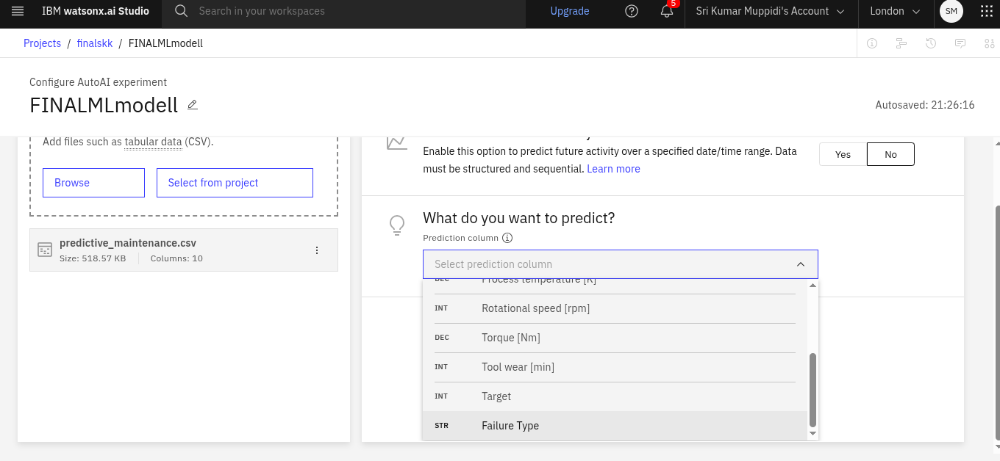 IBM watsonx.ai Studio
Search in your workspaces
Upgrade
5
Sri Kumar Muppidi's Account
London
SM
Projects / finalskk / FINALMLmodell
Configure AutoAI experiment
FINALMLmodell
Autosaved: 21:26:16
Add files such as tabular data (CSV).
Browse
Select from project
predictive_maintenance.csv
Size: 518.57 KB
Columns: 10
Enable this option to predict future activity over a specified date/time range. Data
must be structured and sequential. Learn more
Yes
No
What do you want to predict?
Prediction column
Select prediction column
DEC Process temperature [K]
INT Rotational speed [rpm]
DEC Torque [Nm]
INT Tool wear [min]
INT Target
STR Failure Type